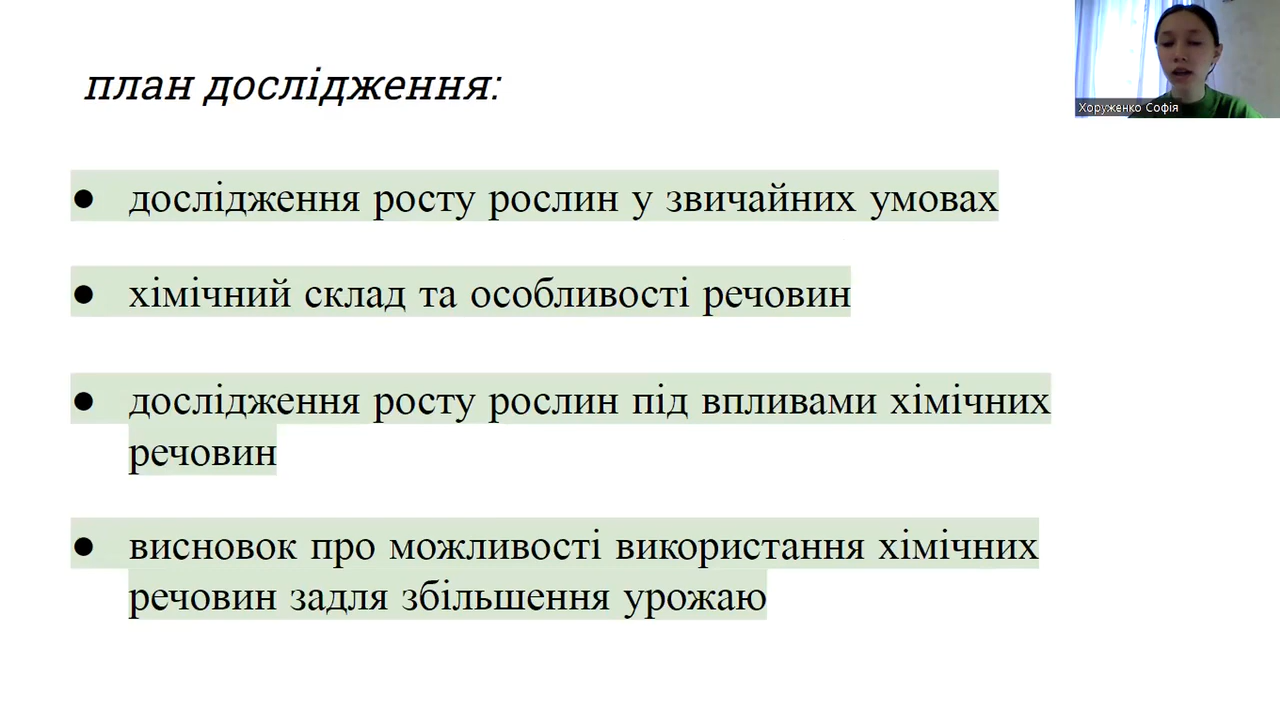 план дослідження:
Хоруженко Софія
● дослідження росту рослин у звичайних умовах
● хімічний склад та особливості речовин
● дослідження росту рослин під впливами хімічних
речовин
● висновок про можливості використання хімічних
речовин задля збільшення урожаю